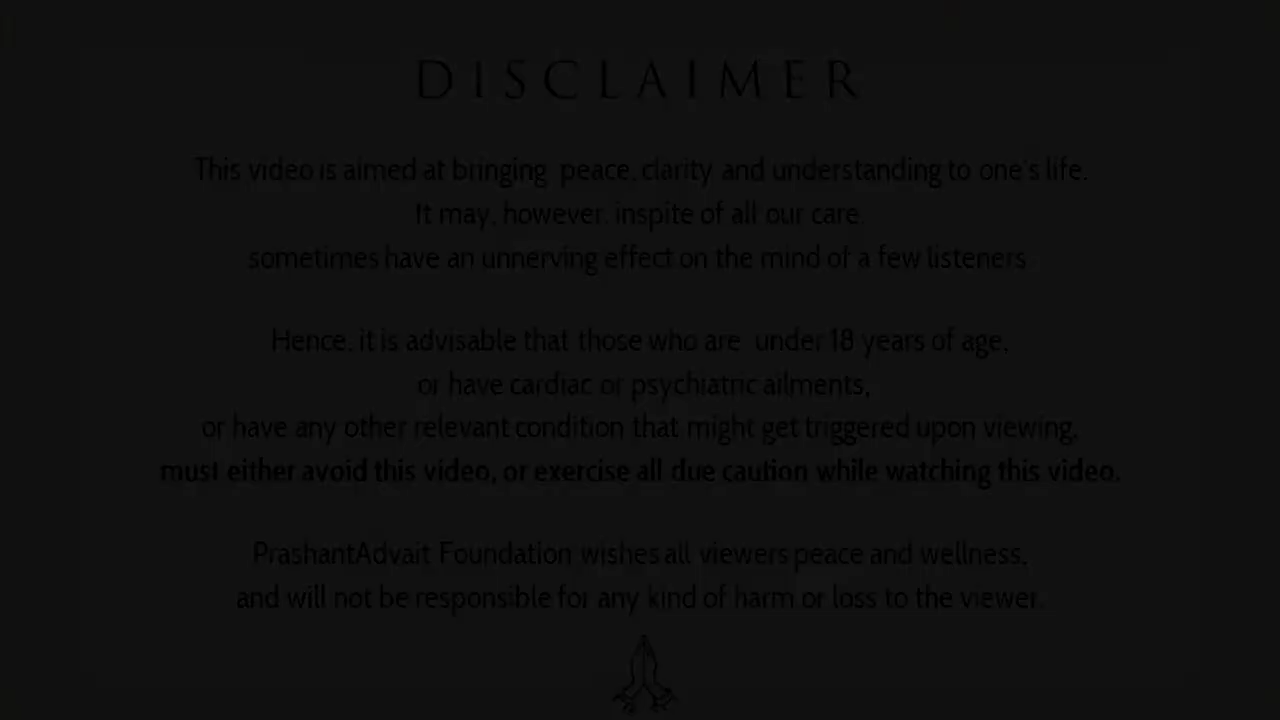 DISCLAIMER
This video is aimed at bringing peace, clarity and understanding to one's life.
It may, however, inspite of all our care,
sometimes have an unnerving effect on the mind of a few listeners.
Hence, it is advisable that those who are under 18 years of age,
or have cardiac or psychiatric ailments,
or have any other relevant condition that might get triggered upon viewing,
must either avoid this video, or exercise all due caution while watching this video.
PrashantAdvait Foundation wishes all viewers peace and wellness,
and will not be responsible for any kind of harm or loss to the viewer.